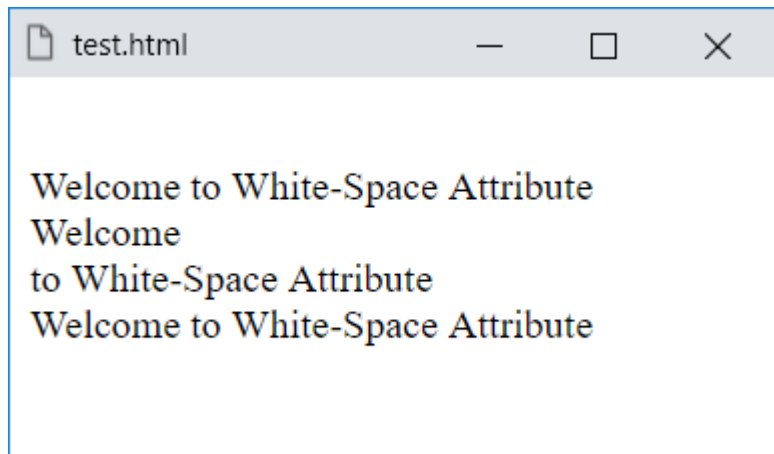 test.html
Welcome to White-Space Attribute
Welcome
to White-Space Attribute
Welcome to White-Space Attribute